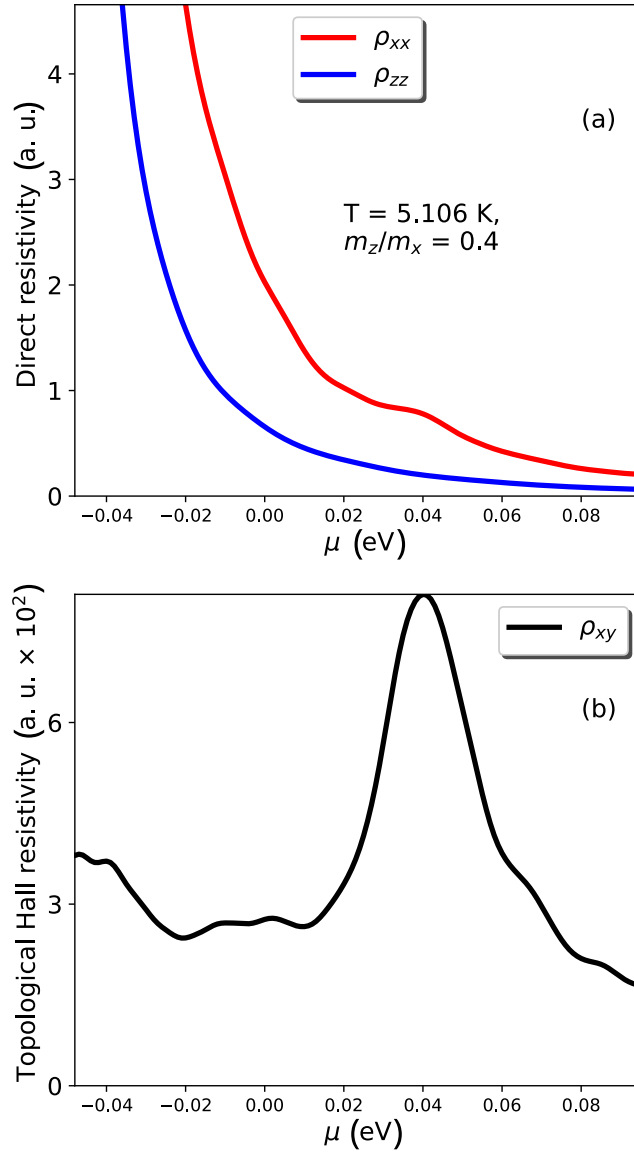 ρxx
ρzz
(a)
T = 5.106 K,
mz/mx = 0.4
Direct resistivity (a. u.)
4
3
2
1
0
−0.04 −0.02 0.00 0.02 0.04 0.06 0.08
μ (eV)
ρxy
(b)
Topological Hall resistivity (a. u. × 10²)
6
3
0
−0.04 −0.02 0.00 0.02 0.04 0.06 0.08
μ (eV)